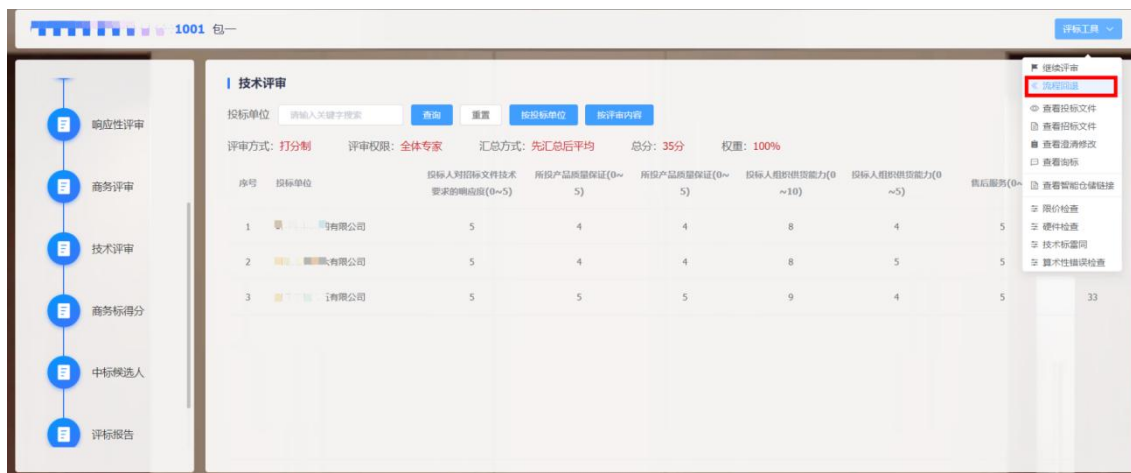 1001 包一
评标工具
继续评审
流程回退
查看投标文件
查看招标文件
查看澄清修改
查看询标
查看智能仓储链接
限价检查
硬件检查
技术标雷同
算术性错误检查
响应性评审
商务评审
技术评审
商务标得分
中标候选人
评标报告
技术评审
投标单位 请输入关键字搜索 查询 重置 按投标单位 按评审内容
评审方式: 打分制 评审权限: 全体专家 汇总方式: 先汇总后平均 总分: 35分 权重: 100%
序号 投标单位 投标人对招标文件技术要求的响应度(0~5) 所投产品质量保证(0~5) 所投产品质量保证(0~5) 投标人组织供货能力(0~10) 投标人组织供货能力(0~5) 售后服务(0~
1 有限公司 5 4 4 8 4 5
2 有限公司 5 4 4 8 5 5
3 有限公司 5 5 5 9 4 5 33